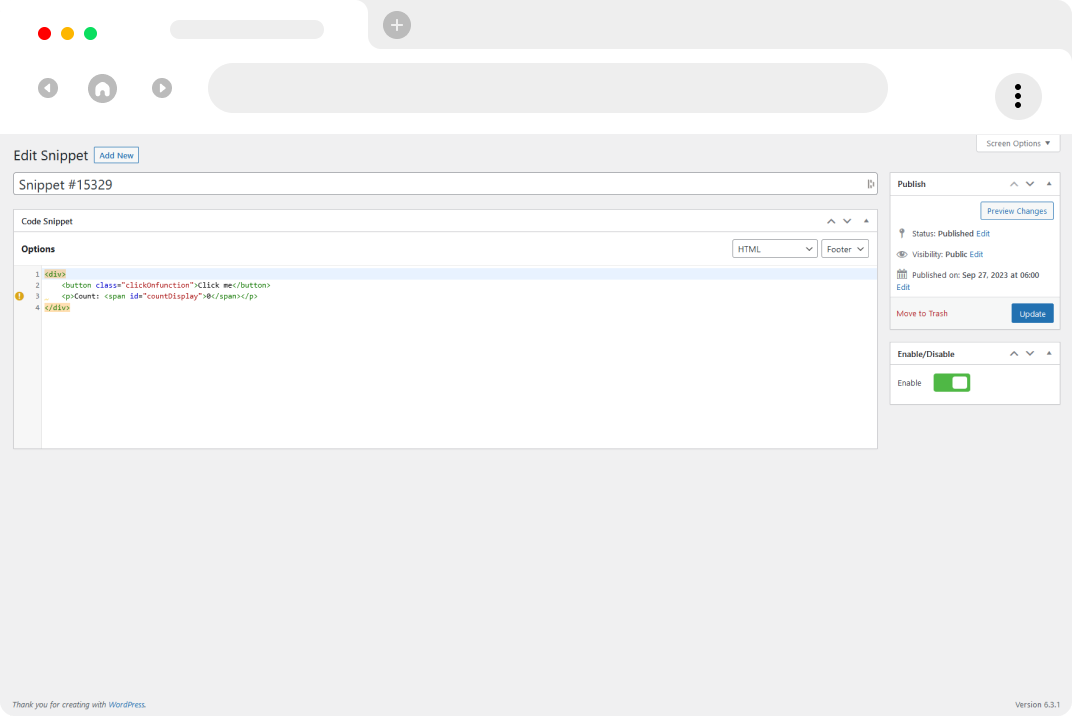 Screen Options ▼
Edit Snippet Add New
Snippet #15329
Code Snippet
Options HTML Footer
1 <div>
2 <button class="clickOnfunction">Click me</button>
3 <p>Count: <span id="countDisplay">0</span></p>
4 </div>
Publish
Preview Changes
Status: Published Edit
Visibility: Public Edit
Published on: Sep 27, 2023 at 06:00
Edit
Move to Trash Update
Enable/Disable
Enable
Thank you for creating with WordPress. Version 6.3.1